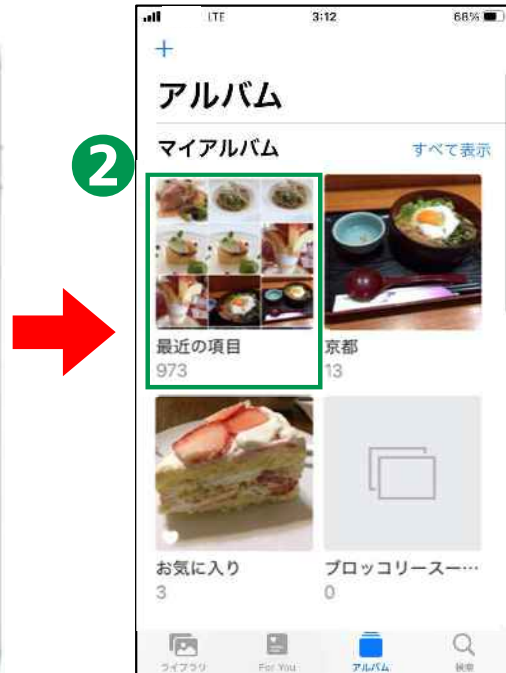 LTE 3:12 68%
+
アルバム
マイアルバム すべて表示
2
最近の項目 京都
973 13
お気に入り ブロッコリースー…
3 0
ライブラリ For You アルバム 検索